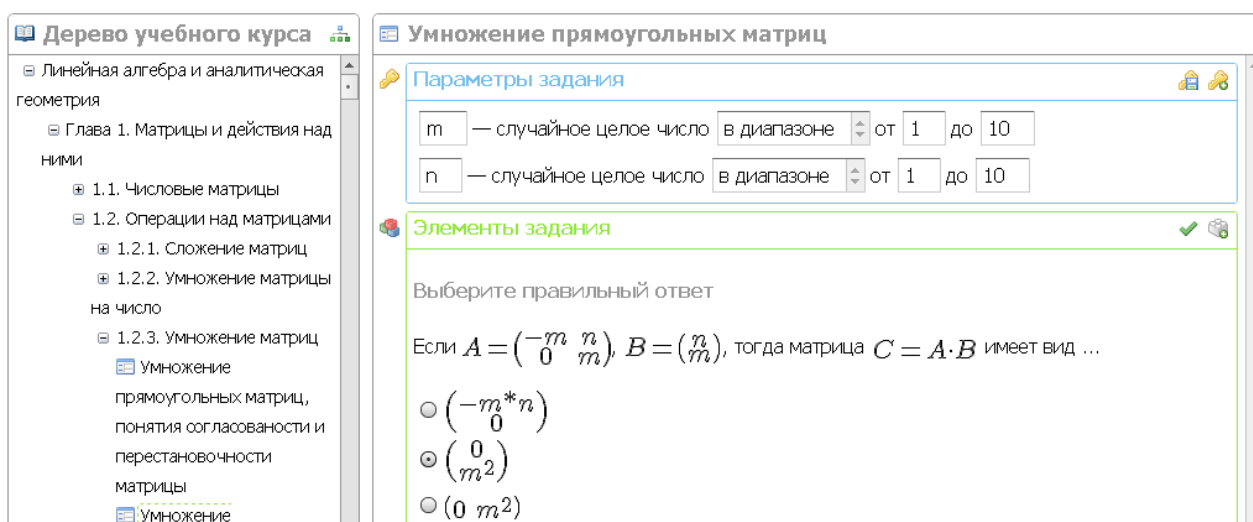 Дерево учебного курса
Линейная алгебра и аналитическая
геометрия
Глава 1. Матрицы и действия над
ними
1.1. Числовые матрицы
1.2. Операции над матрицами
1.2.1. Сложение матриц
1.2.2. Умножение матрицы
на число
1.2.3. Умножение матриц
Умножение
прямоугольных матриц,
понятия согласованости и
перестановочности
матрицы
Умножение
Умножение прямоугольных матриц
Параметры задания
m — случайное целое число в диапазоне от 1 до 10
n — случайное целое число в диапазоне от 1 до 10
Элементы задания
Выберите правильный ответ
Если A = (−m n; 0 m), B = (n; m), тогда матрица C = A·B имеет вид ...
(−m*n; 0)
(0; m²)
(0 m²)